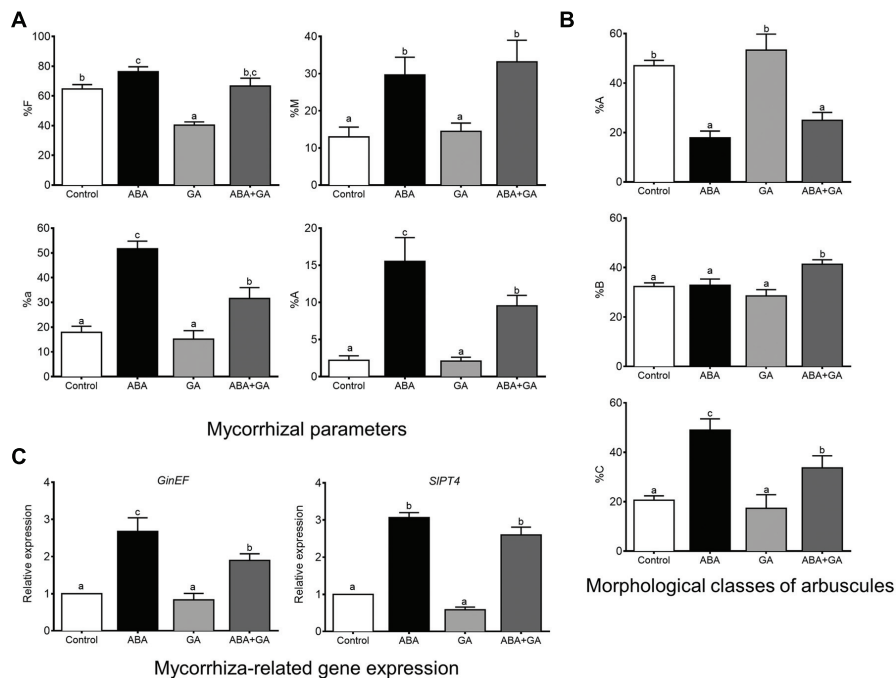 A
%F
100
80
60
40
20
0
b
c
a
b,c
Control
ABA
GA
ABA+GA
%M
40
30
20
10
0
a
b
a
b
Control
ABA
GA
ABA+GA
%a
60
50
40
30
20
10
0
a
c
a
b
Control
ABA
GA
ABA+GA
%A
20
15
10
5
0
a
c
a
b
Control
ABA
GA
ABA+GA
Mycorrhizal parameters
B
%A
60
40
20
0
b
a
b
a
Control
ABA
GA
ABA+GA
%B
60
40
20
0
a
a
a
b
Control
ABA
GA
ABA+GA
%C
60
40
20
0
a
c
a
b
Control
ABA
GA
ABA+GA
Morphological classes of arbuscules
C
GinEF
Relative expression
4
3
2
1
0
a
c
a
b
Control
ABA
GA
ABA+GA
SlPT4
Relative expression
4
3
2
1
0
a
b
a
b
Control
ABA
GA
ABA+GA
Mycorrhiza-related gene expression